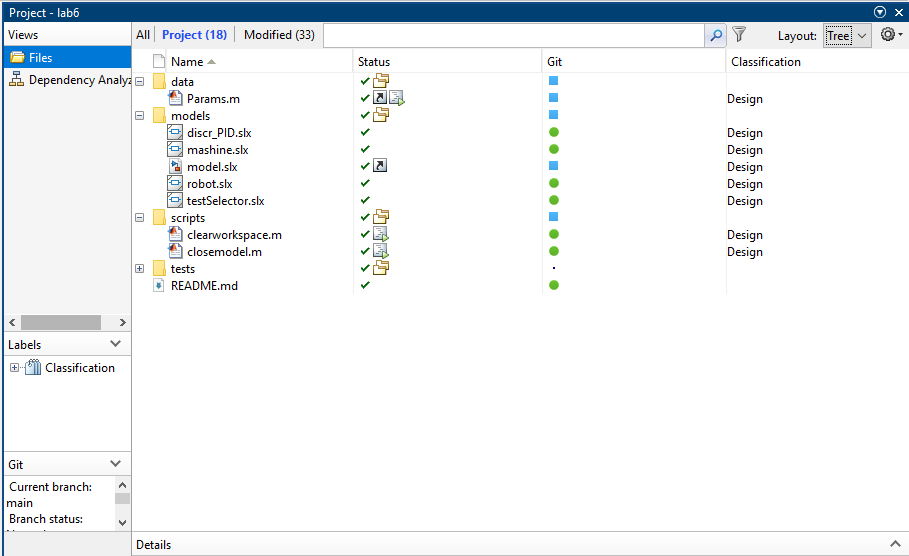 Project - lab6
Views
All Project (18) Modified (33) Layout: Tree
Files
Dependency Analyz
Name Status Git Classification
data
Params.m Design
models
discr_PID.slx Design
mashine.slx Design
model.slx Design
robot.slx Design
testSelector.slx Design
scripts
clearworkspace.m Design
closemodel.m Design
tests
README.md
Labels
Classification
Git
Current branch:
main
Branch status:
Details